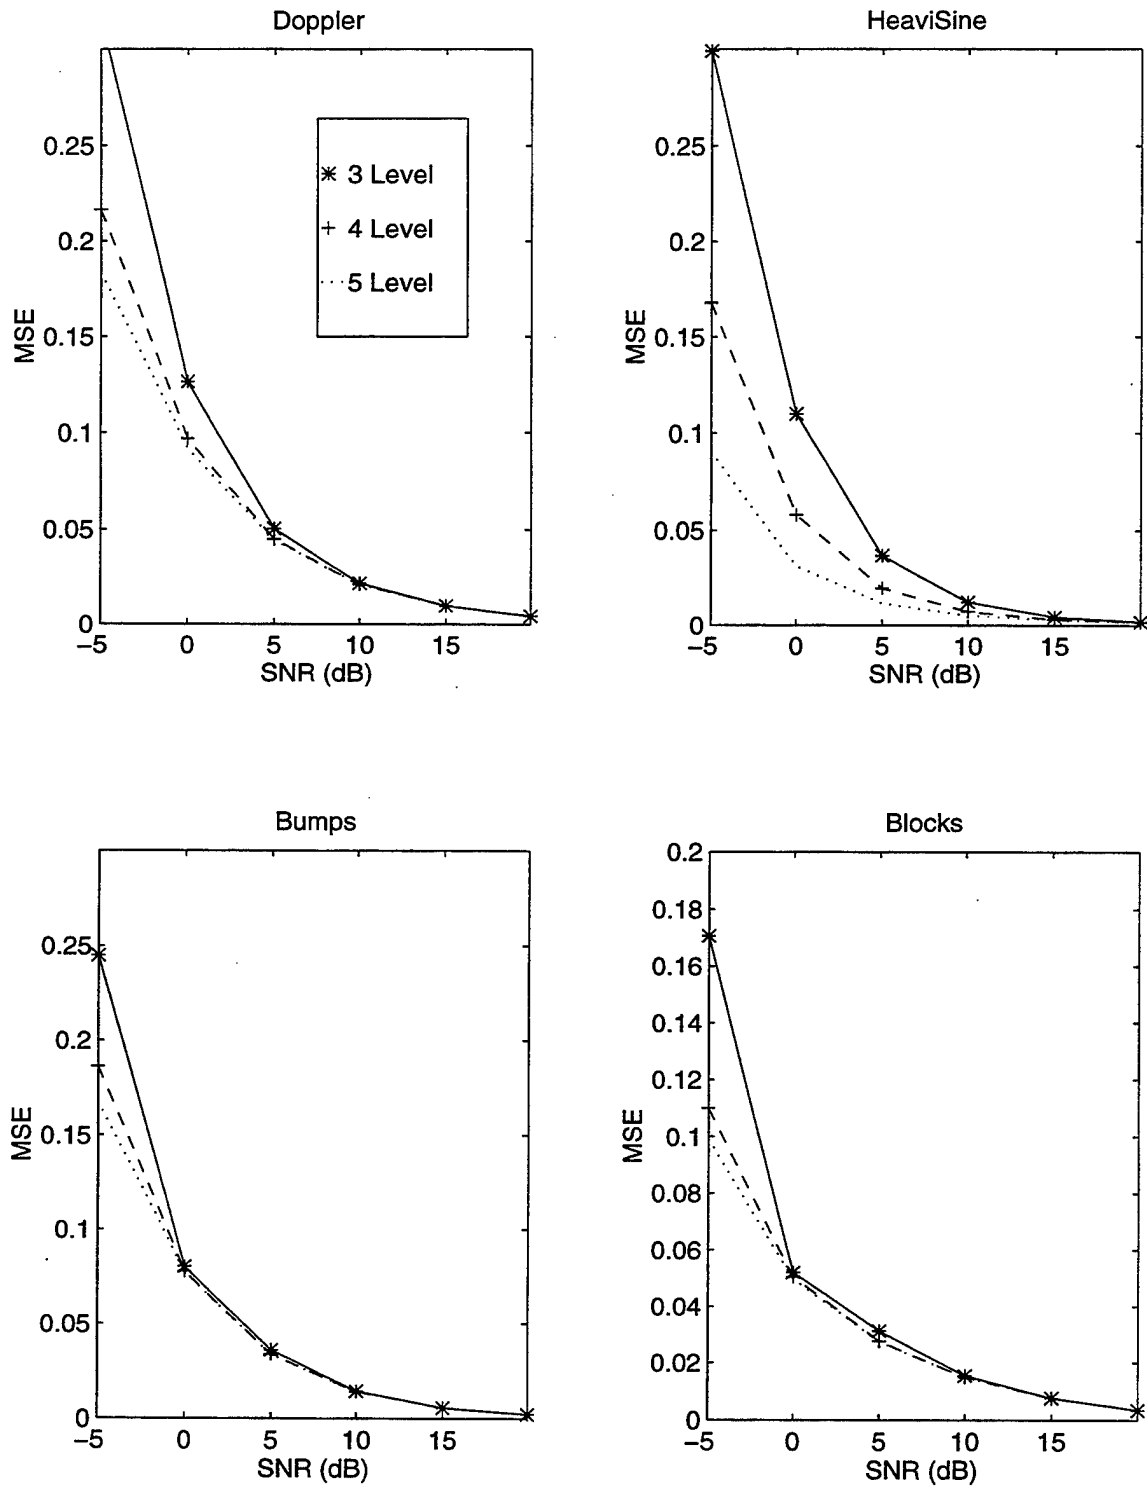 Doppler
0.25
0.2
0.15
0.1
0.05
0
MSE
−5 0 5 10 15
SNR (dB)
3 Level
4 Level
5 Level
HeaviSine
0.25
0.2
0.15
0.1
0.05
0
MSE
−5 0 5 10 15
SNR (dB)
Bumps
0.25
0.2
0.15
0.1
0.05
0
MSE
−5 0 5 10 15
SNR (dB)
Blocks
0.2
0.18
0.16
0.14
0.12
0.1
0.08
0.06
0.04
0.02
0
MSE
−5 0 5 10 15
SNR (dB)